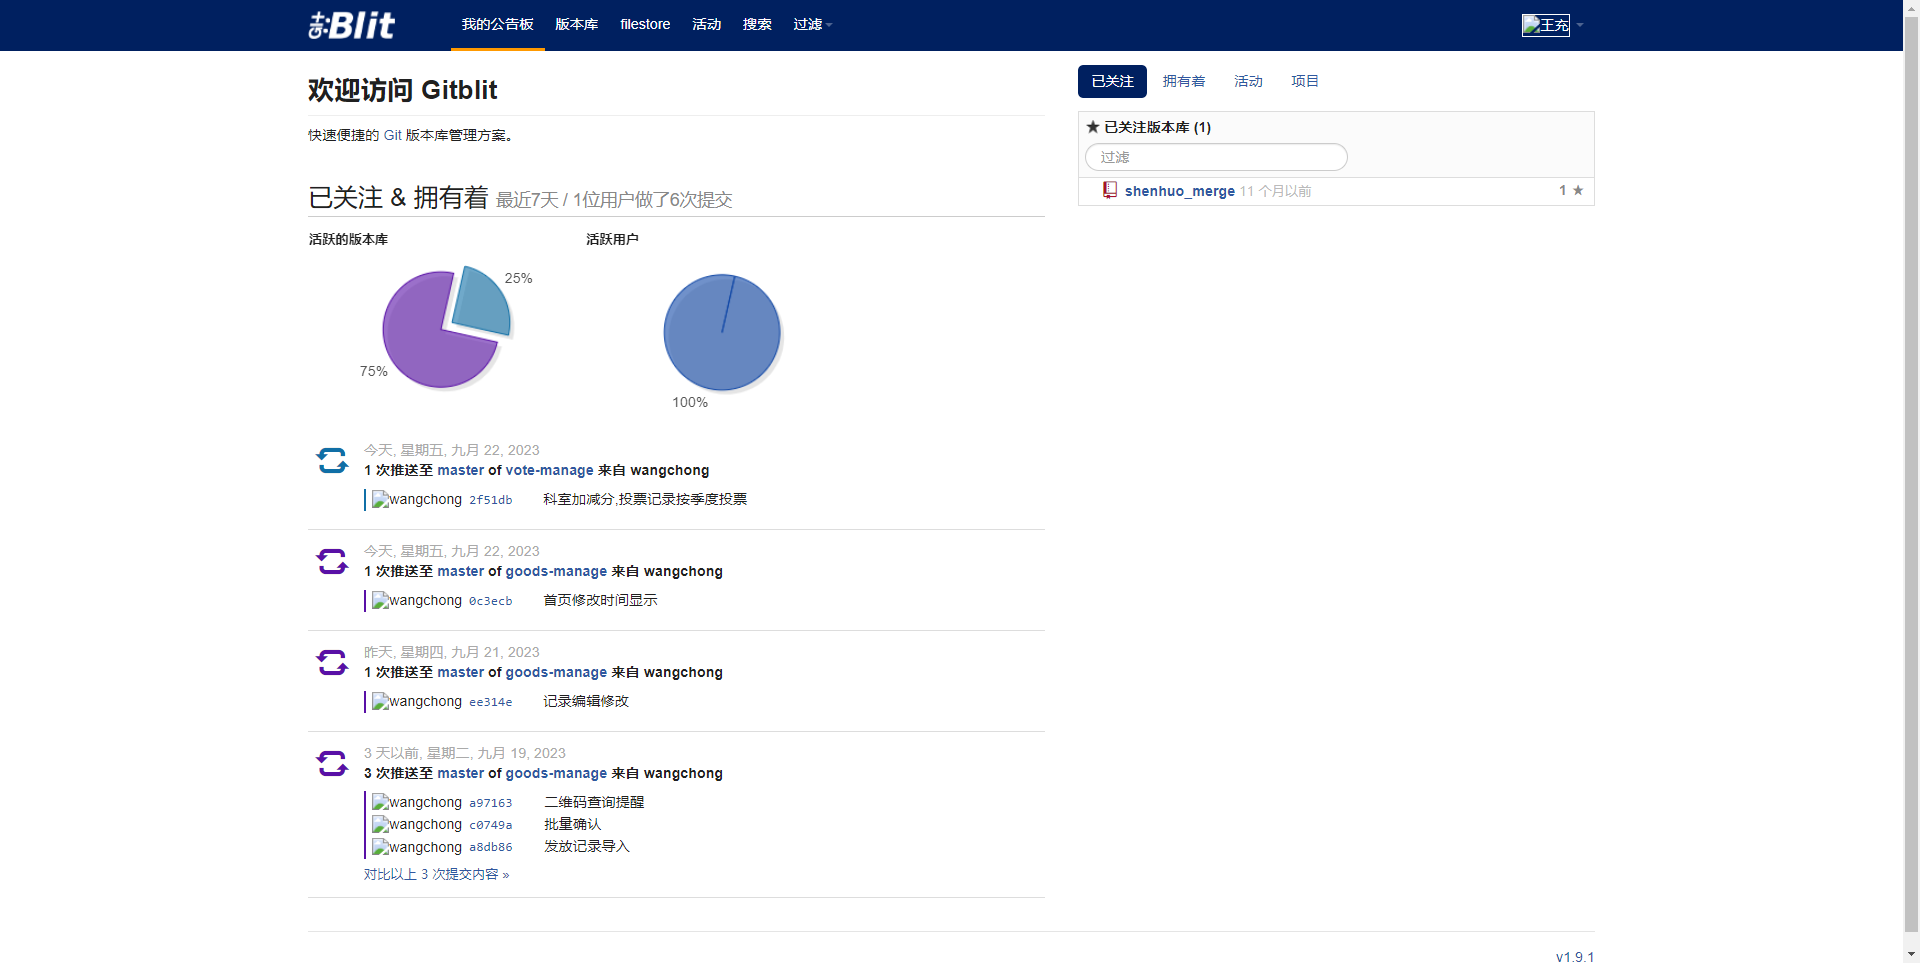 Blit
我的公告板 版本库 filestore 活动 搜索 过滤
王充
欢迎访问 Gitblit
快速便捷的 Git 版本库管理方案。
已关注 & 拥有着 最近7天 / 1位用户做了6次提交
活跃的版本库 活跃用户
25%
75%
100%
今天, 星期五, 九月 22, 2023
1 次推送至 master of vote-manage 来自 wangchong
wangchong 2f51db 科室加减分,投票记录按季度投票
今天, 星期五, 九月 22, 2023
1 次推送至 master of goods-manage 来自 wangchong
wangchong 0c3ecb 首页修改时间显示
昨天, 星期四, 九月 21, 2023
1 次推送至 master of goods-manage 来自 wangchong
wangchong ee314e 记录编辑修改
3 天以前, 星期二, 九月 19, 2023
3 次推送至 master of goods-manage 来自 wangchong
wangchong a97163 二维码查询提醒
wangchong c0749a 批量确认
wangchong a8db86 发放记录导入
对比以上 3 次提交内容 »
已关注 拥有着 活动 项目
★ 已关注版本库 (1)
过滤
shenhuo_merge 11 个月以前 1 ★
v1.9.1